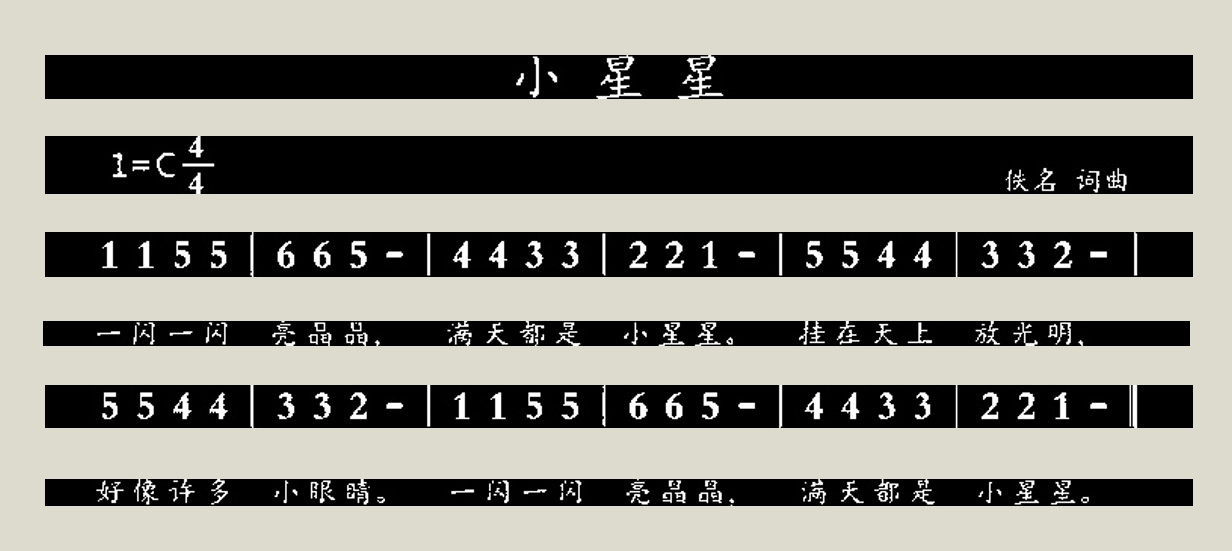 小星星
1=C 4/4
佚名 词曲
1 1 5 5 | 6 6 5 - | 4 4 3 3 | 2 2 1 - | 5 5 4 4 | 3 3 2 - |
一闪一闪 亮晶晶, 满天都是 小星星。 挂在天上 放光明,
5 5 4 4 | 3 3 2 - | 1 1 5 5 | 6 6 5 - | 4 4 3 3 | 2 2 1 - ‖
好像许多 小眼睛。 一闪一闪 亮晶晶, 满天都是 小星星。